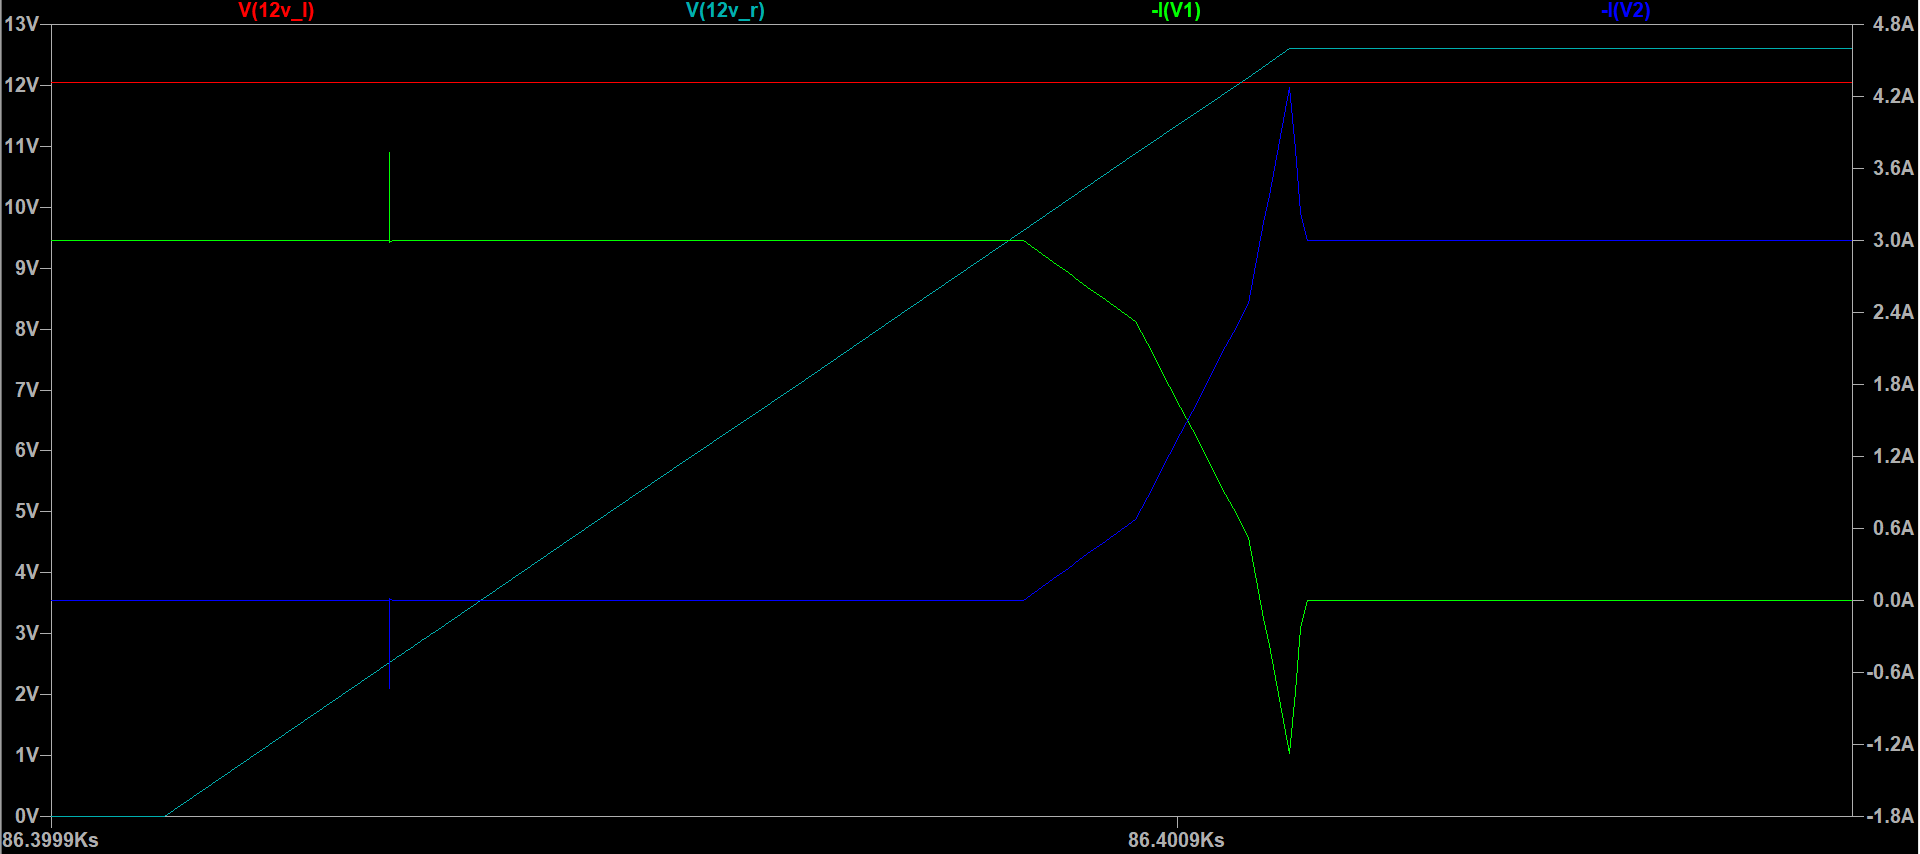 V(12v_l) V(12v_r) -I(V1) -I(V2)
13V 4.8A
12V 4.2A
11V 3.6A
10V 3.0A
9V 2.4A
8V 1.8A
7V 1.2A
6V 0.6A
5V 0.0A
4V -0.6A
3V -1.2A
2V -1.8A
1V
0V
86.3999Ks 86.4009Ks